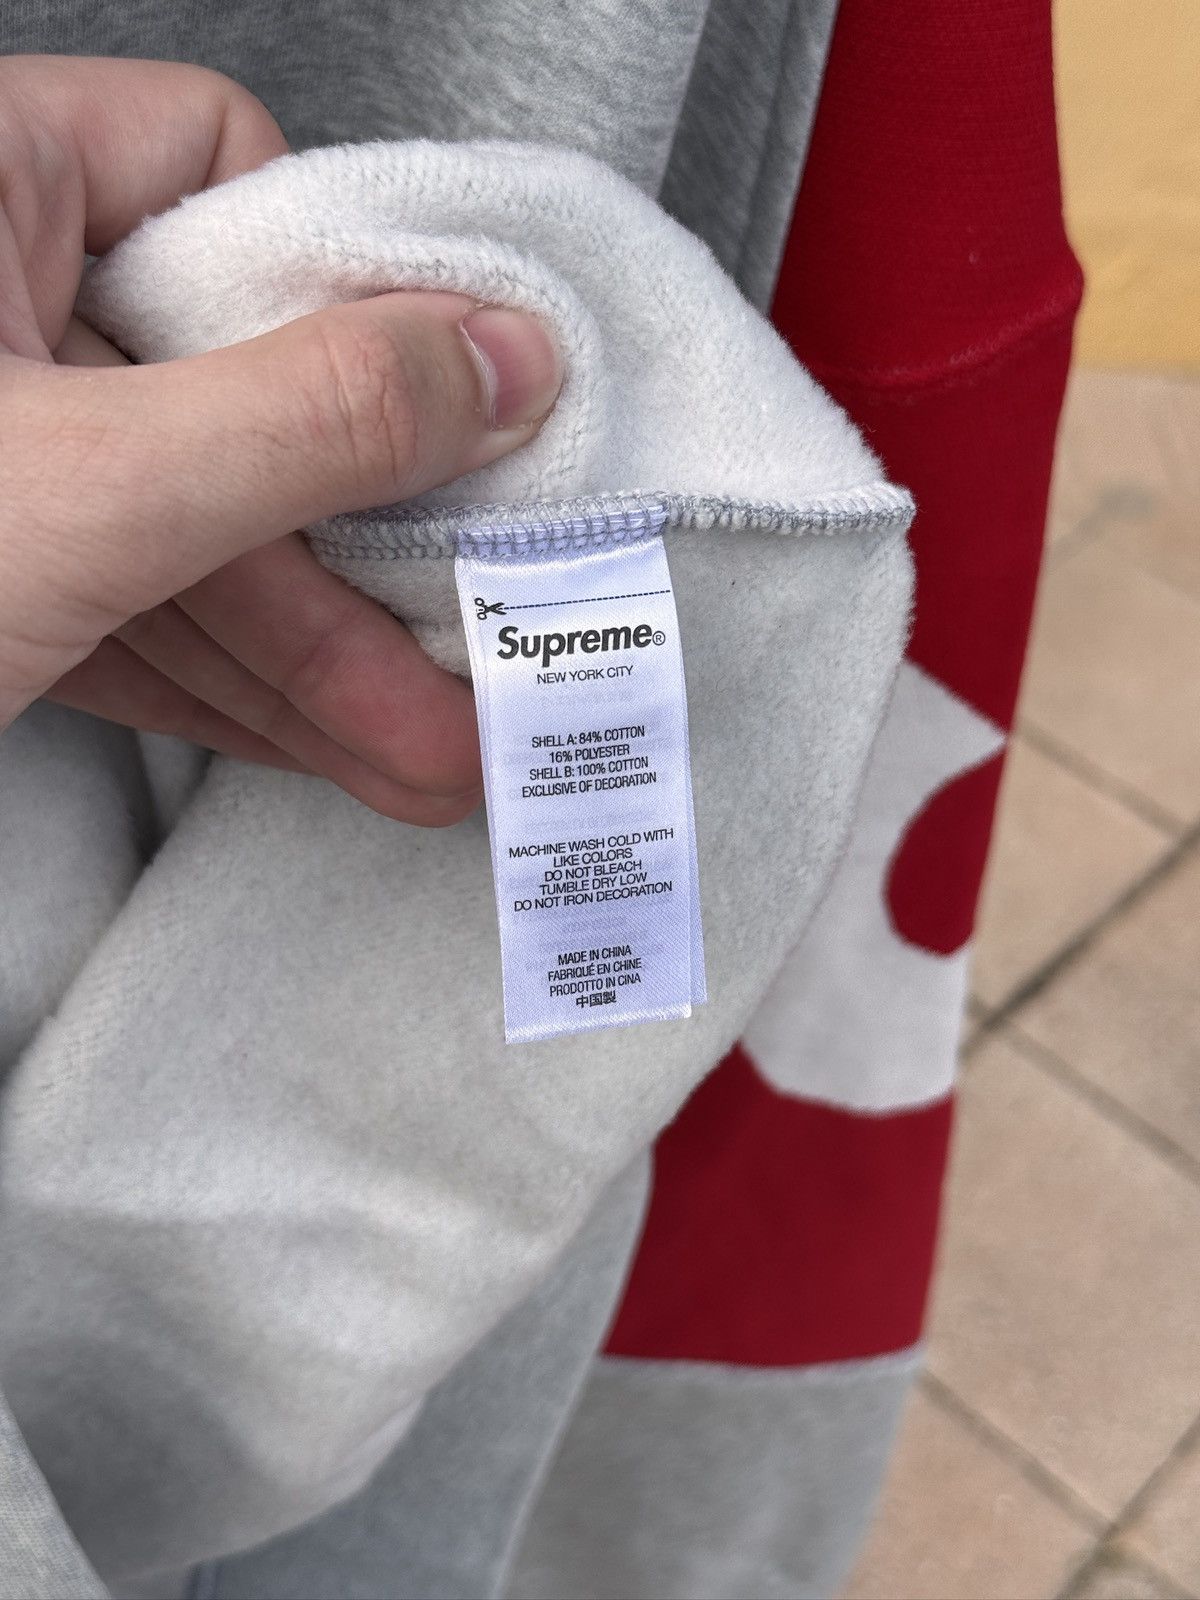 Supreme®
NEW YORK CITY
SHELL A: 84% COTTON
16% POLYESTER
SHELL B: 100% COTTON
EXCLUSIVE OF DECORATION
MACHINE WASH COLD WITH
LIKE COLORS
DO NOT BLEACH
TUMBLE DRY LOW
DO NOT IRON DECORATION
MADE IN CHINA
FABRIQUÉ EN CHINE
PRODOTTO IN CINA
中国製